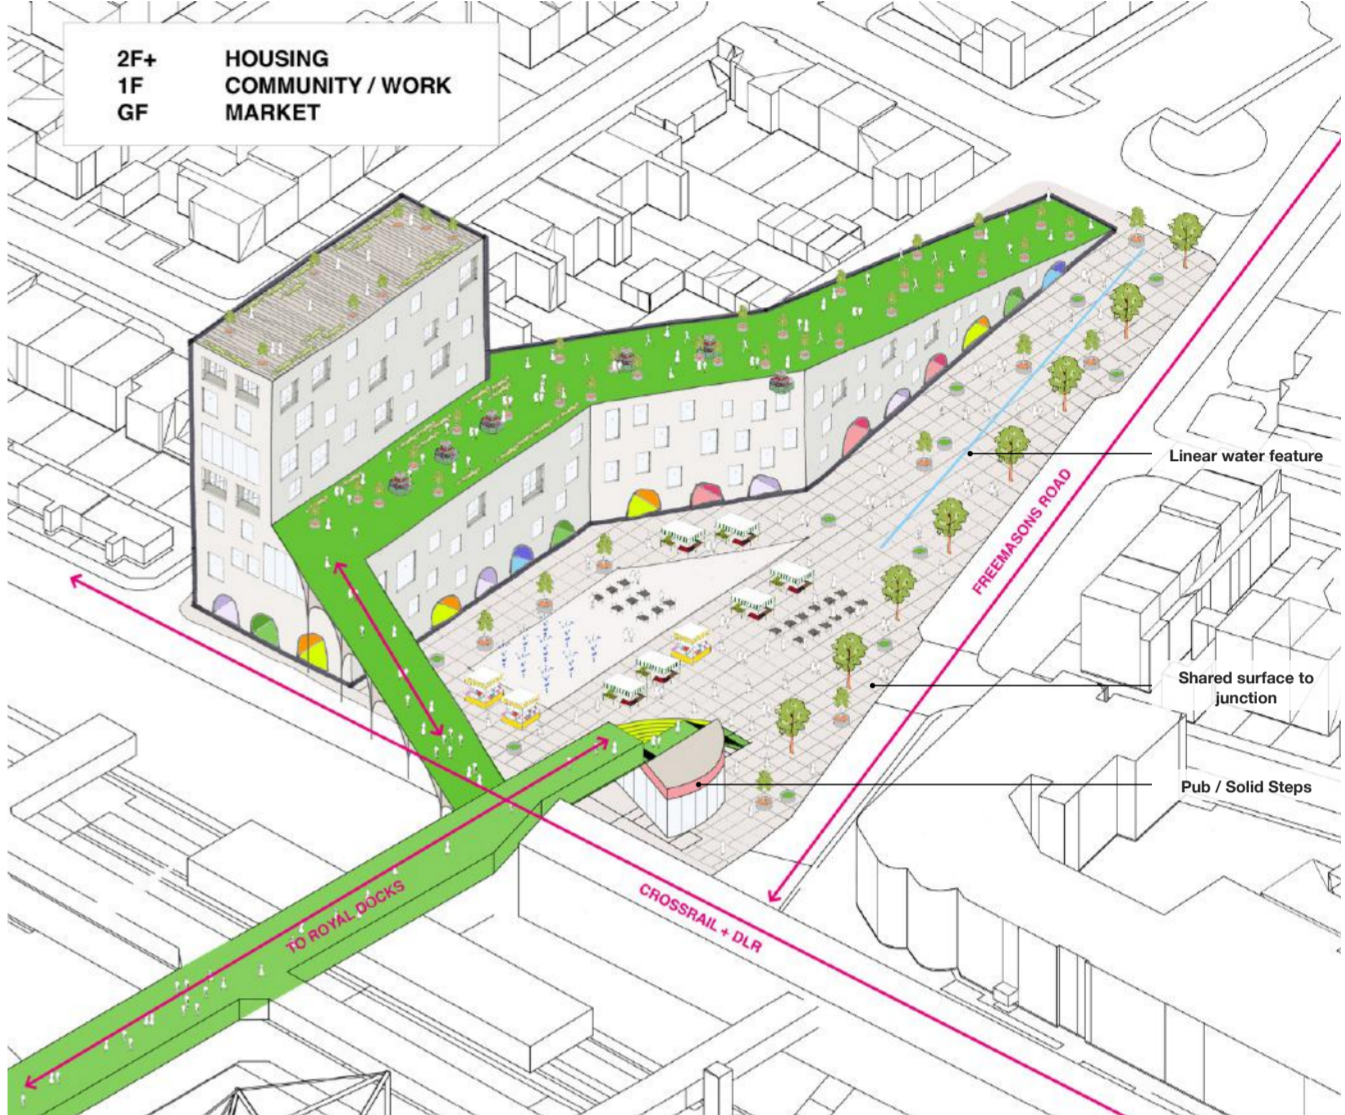 2F+ HOUSING
1F COMMUNITY / WORK
GF MARKET
Linear water feature
FREEMASONS ROAD
Shared surface to
junction
Pub / Solid Steps
TO ROYAL DOCKS
CROSSRAIL + DLR